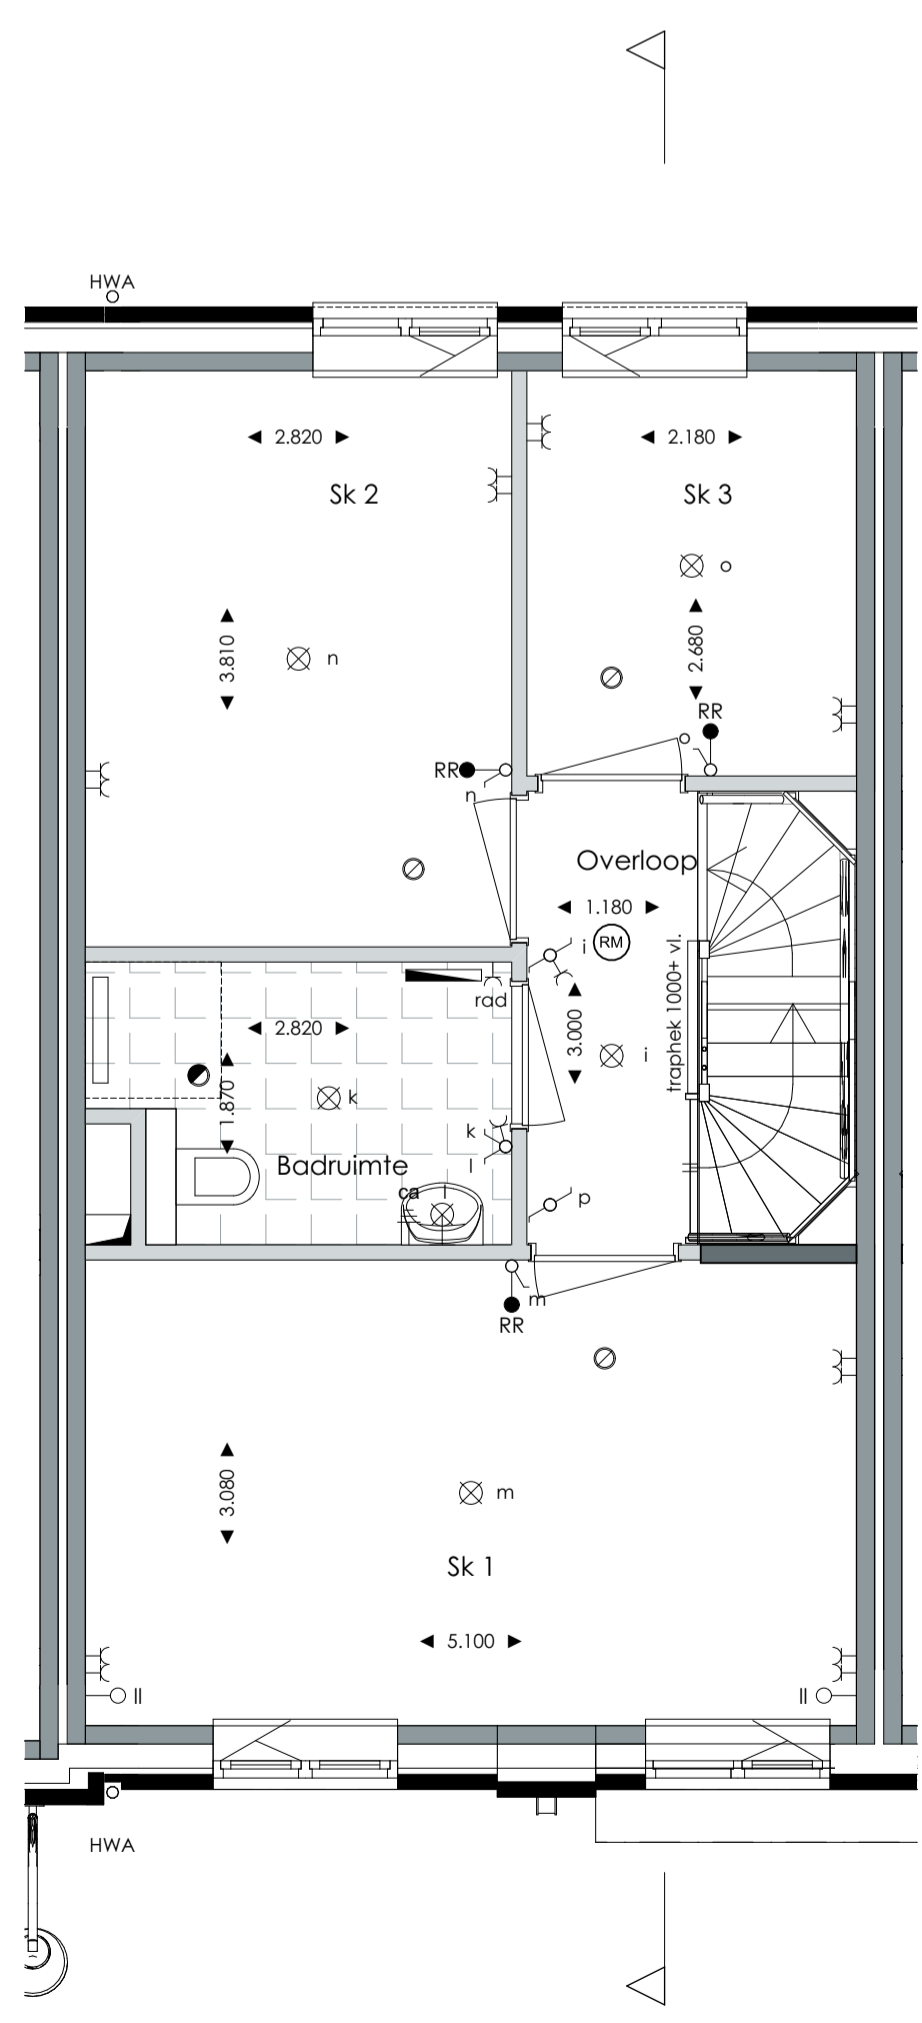 HWA
2.820
2.180
Sk 2
Sk 3
o
3.810
n
2.680
RR
o
RR
n
Overloop
1.180
i
RM
rad
2.820
3.000
traphek 1000+ vl.
i
1.870
k
k
l
Badruimte
ca
l
p
m
RR
3.080
m
Sk 1
5.100
II
II
HWA